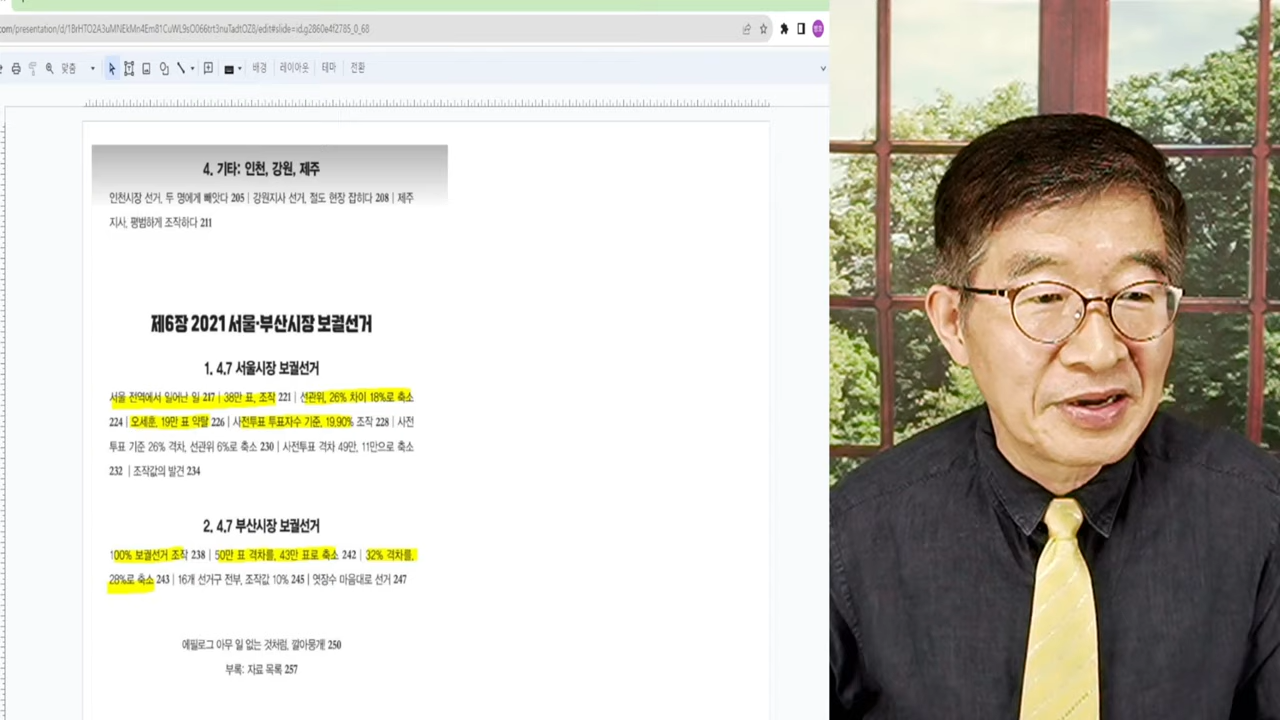 com/presentation/d/1BrHTO2A3uMNEkMn4Em81CuWL9sO066trt3nuTadtOZ8/edit#slide=id.g2860e4f2785_0_68
맞춤 배경 레이아웃 테마 전환
4. 기타: 인천, 강원, 제주
인천시장 선거, 두 명에게 빼앗다 205 | 강원지사 선거, 절도 현장 잡히다 208 | 제주
지사, 평범하게 조작하다 211
제6장 2021 서울·부산시장 보궐선거
1. 4.7 서울시장 보궐선거
서울 전역에서 일어난 일 217 | 38만 표, 조작 221 | 선관위, 26% 차이 18%로 축소
224 | 오세훈, 19만 표 약탈 226 | 사전투표 투표자수 기준, 19.90% 조작 228 | 사전
투표 기준 26% 격차, 선관위 6%로 축소 230 | 사전투표 격차 49만, 11만으로 축소
232 | 조작값의 발견 234
2. 4.7 부산시장 보궐선거
100% 보궐선거 조작 238 | 50만 표 격차를, 43만 표로 축소 242 | 32% 격차를,
28%로 축소 243 | 16개 선거구 전부, 조작값 10% 245 | 엿장수 마음대로 선거 247
에필로그 아무 일 없는 것처럼, 깔아뭉개! 250
부록: 자료 목록 257